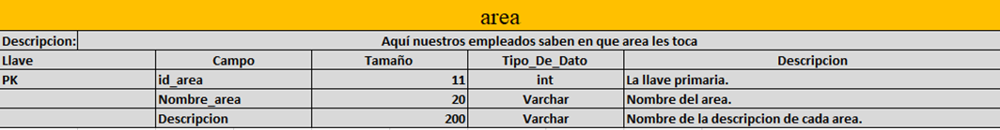 area
Descripcion: Aquí nuestros empleados saben en que area les toca
Llave Campo Tamaño Tipo_De_Dato Descripcion
PK id_area 11 int La llave primaria.
Nombre_area 20 Varchar Nombre del area.
Descripcion 200 Varchar Nombre de la descripcion de cada area.